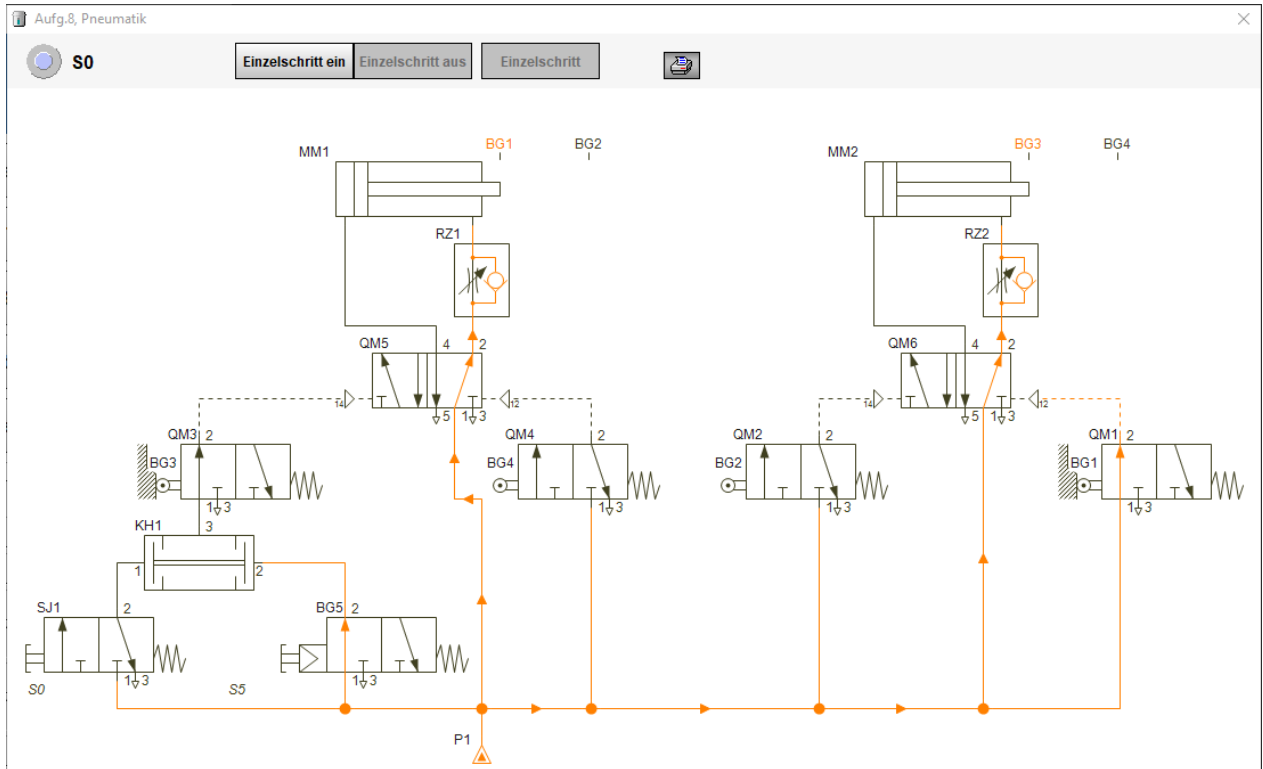 Aufg.8, Pneumatik
S0 Einzelschritt ein Einzelschritt aus Einzelschritt
BG1 BG2 BG3 BG4
MM1 MM2
RZ1 RZ2
QM5 4 2 QM6 4 2
14 12 14 12
5 1 3 5 1 3
QM3 2 QM4 2 QM2 2 QM1 2
BG3 BG4 BG2 BG1
1 3 1 3 1 3 1 3
KH1 3
1 2
SJ1 2 BG5 2
1 3 1 3
S0 S5
P1